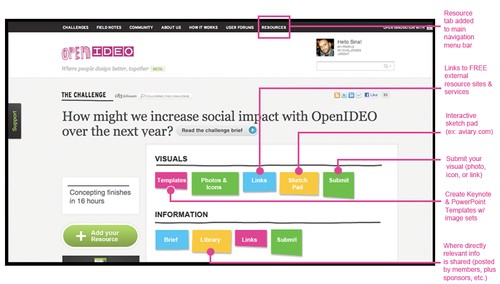 CHALLENGES FIELD NOTES COMMUNITY ABOUT US HOW IT WORKS USER FORUMS RESOURCES
OPEN INNOVATION WITH
OPENIDEO
Where people design better, together BETA
Hello Sina!
Support
THE CHALLENGE
Like
How might we increase social impact with OpenIDEO
over the next year?
Read the challenge brief
Concepting finishes
in 16 hours
Add your
Resource
VISUALS
Templates
Photos &
Icons
Links
Sketch
Pad
Submit
INFORMATION
Brief
Library
Links
Submit
Resource
tab added
to main
navigation
menu bar
Links to FREE
external
resource sites &
services
Interactive
sketch pad
(ex: aviary.com)
Submit your
visual (photo,
icon, or link)
Create Keynote
& PowerPoint
Templates w/
image sets
Where directly
relevant info
is shared (posted
by members, plus
sponsors, etc.)